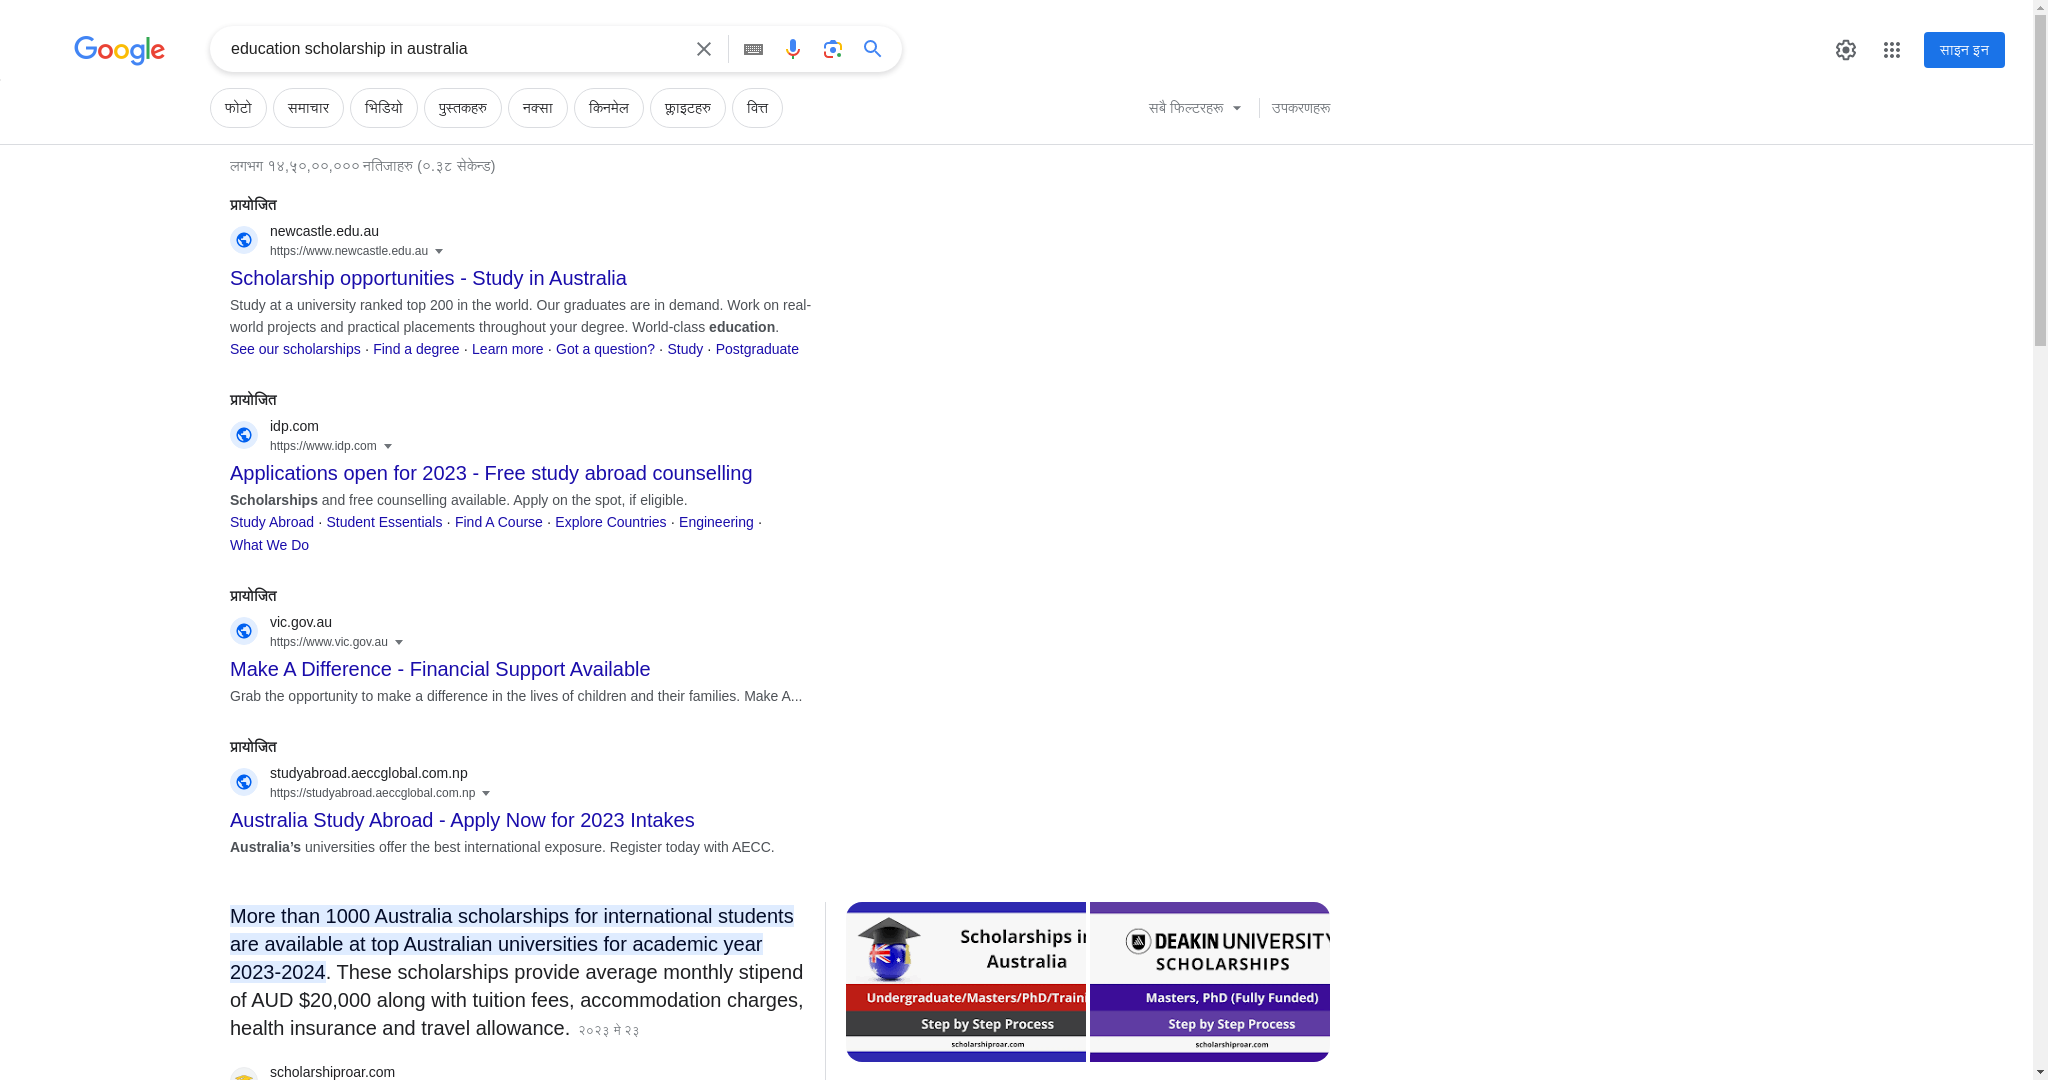 Google
education scholarship in australia
साइन इन
फोटो
समाचार
भिडियो
पुस्तकहरु
नक्सा
किनमेल
फ्लाइटहरु
वित्त
सबै फिल्टरहरू
उपकरणहरू
लगभग १४,५०,००,००० नतिजाहरु (०.३८ सेकेन्ड)
प्रायोजित
newcastle.edu.au
https://www.newcastle.edu.au
Scholarship opportunities - Study in Australia
Study at a university ranked top 200 in the world. Our graduates are in demand. Work on real-
world projects and practical placements throughout your degree. World-class education.
See our scholarships · Find a degree · Learn more · Got a question? · Study · Postgraduate
प्रायोजित
idp.com
https://www.idp.com
Applications open for 2023 - Free study abroad counselling
Scholarships and free counselling available. Apply on the spot, if eligible.
Study Abroad · Student Essentials · Find A Course · Explore Countries · Engineering ·
What We Do
प्रायोजित
vic.gov.au
https://www.vic.gov.au
Make A Difference - Financial Support Available
Grab the opportunity to make a difference in the lives of children and their families. Make A...
प्रायोजित
studyabroad.aeccglobal.com.np
https://studyabroad.aeccglobal.com.np
Australia Study Abroad - Apply Now for 2023 Intakes
Australia’s universities offer the best international exposure. Register today with AECC.
More than 1000 Australia scholarships for international students
are available at top Australian universities for academic year
2023-2024. These scholarships provide average monthly stipend
of AUD $20,000 along with tuition fees, accommodation charges,
health insurance and travel allowance. २०२३ मे २३
scholarshiproar.com
Scholarships in
Australia
Undergraduate/Masters/PhD/Traini
Step by Step Process
scholarshiproar.com
DEAKIN UNIVERSITY
SCHOLARSHIPS
Masters, PhD (Fully Funded)
Step by Step Process
scholarshiproar.com